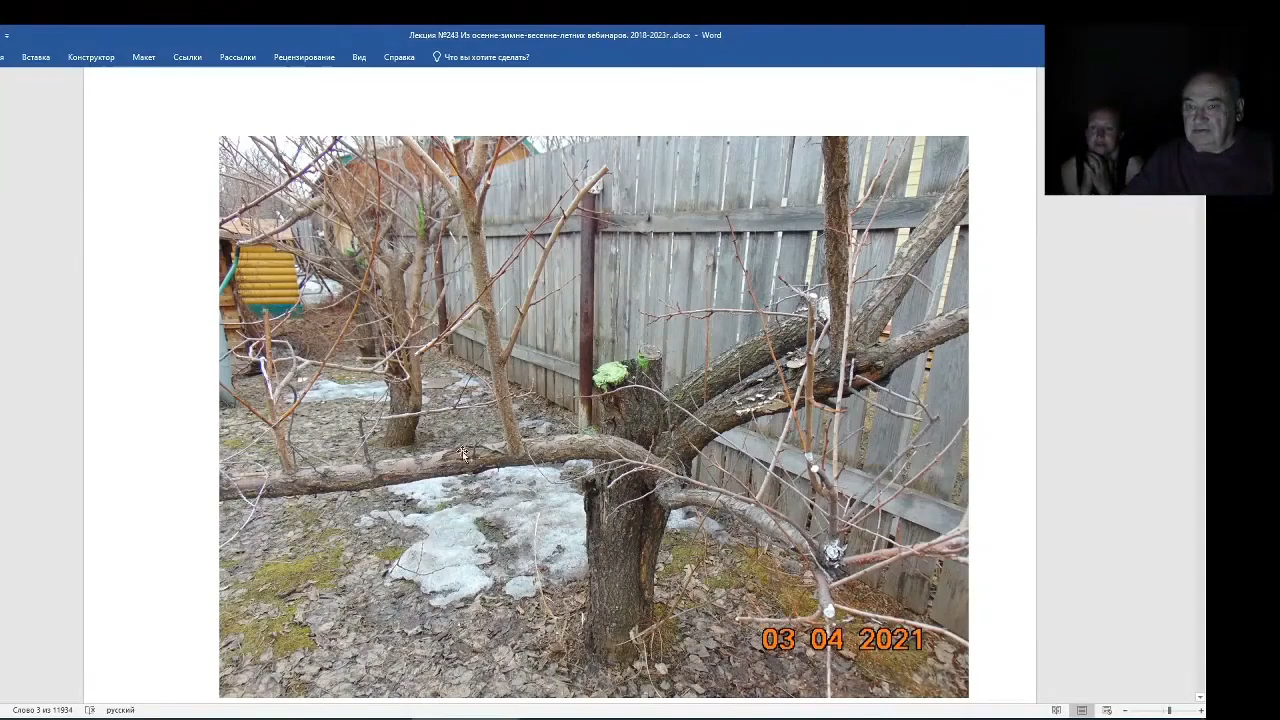 Лекция №243 Из осенне-зимне-весенне-летних вебинаров. 2018-2023г..docx - Word
я Вставка Конструктор Макет Ссылки Рассылки Рецензирование Вид Справка Что вы хотите сделать?
03 04 2021
Слово 3 из 11934 русский